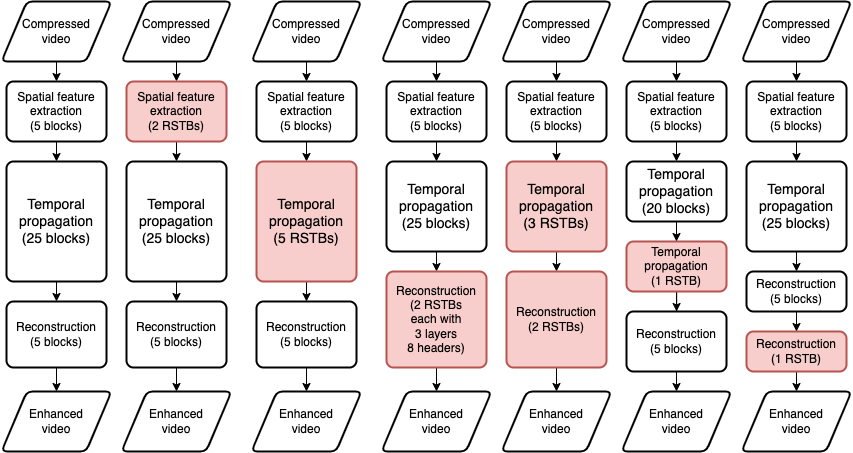 Compressed
video
Spatial feature
extraction
(5 blocks)
Temporal
propagation
(25 blocks)
Reconstruction
(5 blocks)
Enhanced
video
Compressed
video
Spatial feature
extraction
(2 RSTBs)
Temporal
propagation
(25 blocks)
Reconstruction
(5 blocks)
Enhanced
video
Compressed
video
Spatial feature
extraction
(5 blocks)
Temporal
propagation
(5 RSTBs)
Reconstruction
(5 blocks)
Enhanced
video
Compressed
video
Spatial feature
extraction
(5 blocks)
Temporal
propagation
(25 blocks)
Reconstruction
(2 RSTBs
each with
3 layers
8 headers)
Enhanced
video
Compressed
video
Spatial feature
extraction
(5 blocks)
Temporal
propagation
(3 RSTBs)
Reconstruction
(2 RSTBs)
Enhanced
video
Compressed
video
Spatial feature
extraction
(5 blocks)
Temporal
propagation
(20 blocks)
Temporal
propagation
(1 RSTB)
Reconstruction
(5 blocks)
Enhanced
video
Compressed
video
Spatial feature
extraction
(5 blocks)
Temporal
propagation
(25 blocks)
Reconstruction
(5 blocks)
Reconstruction
(1 RSTB)
Enhanced
video